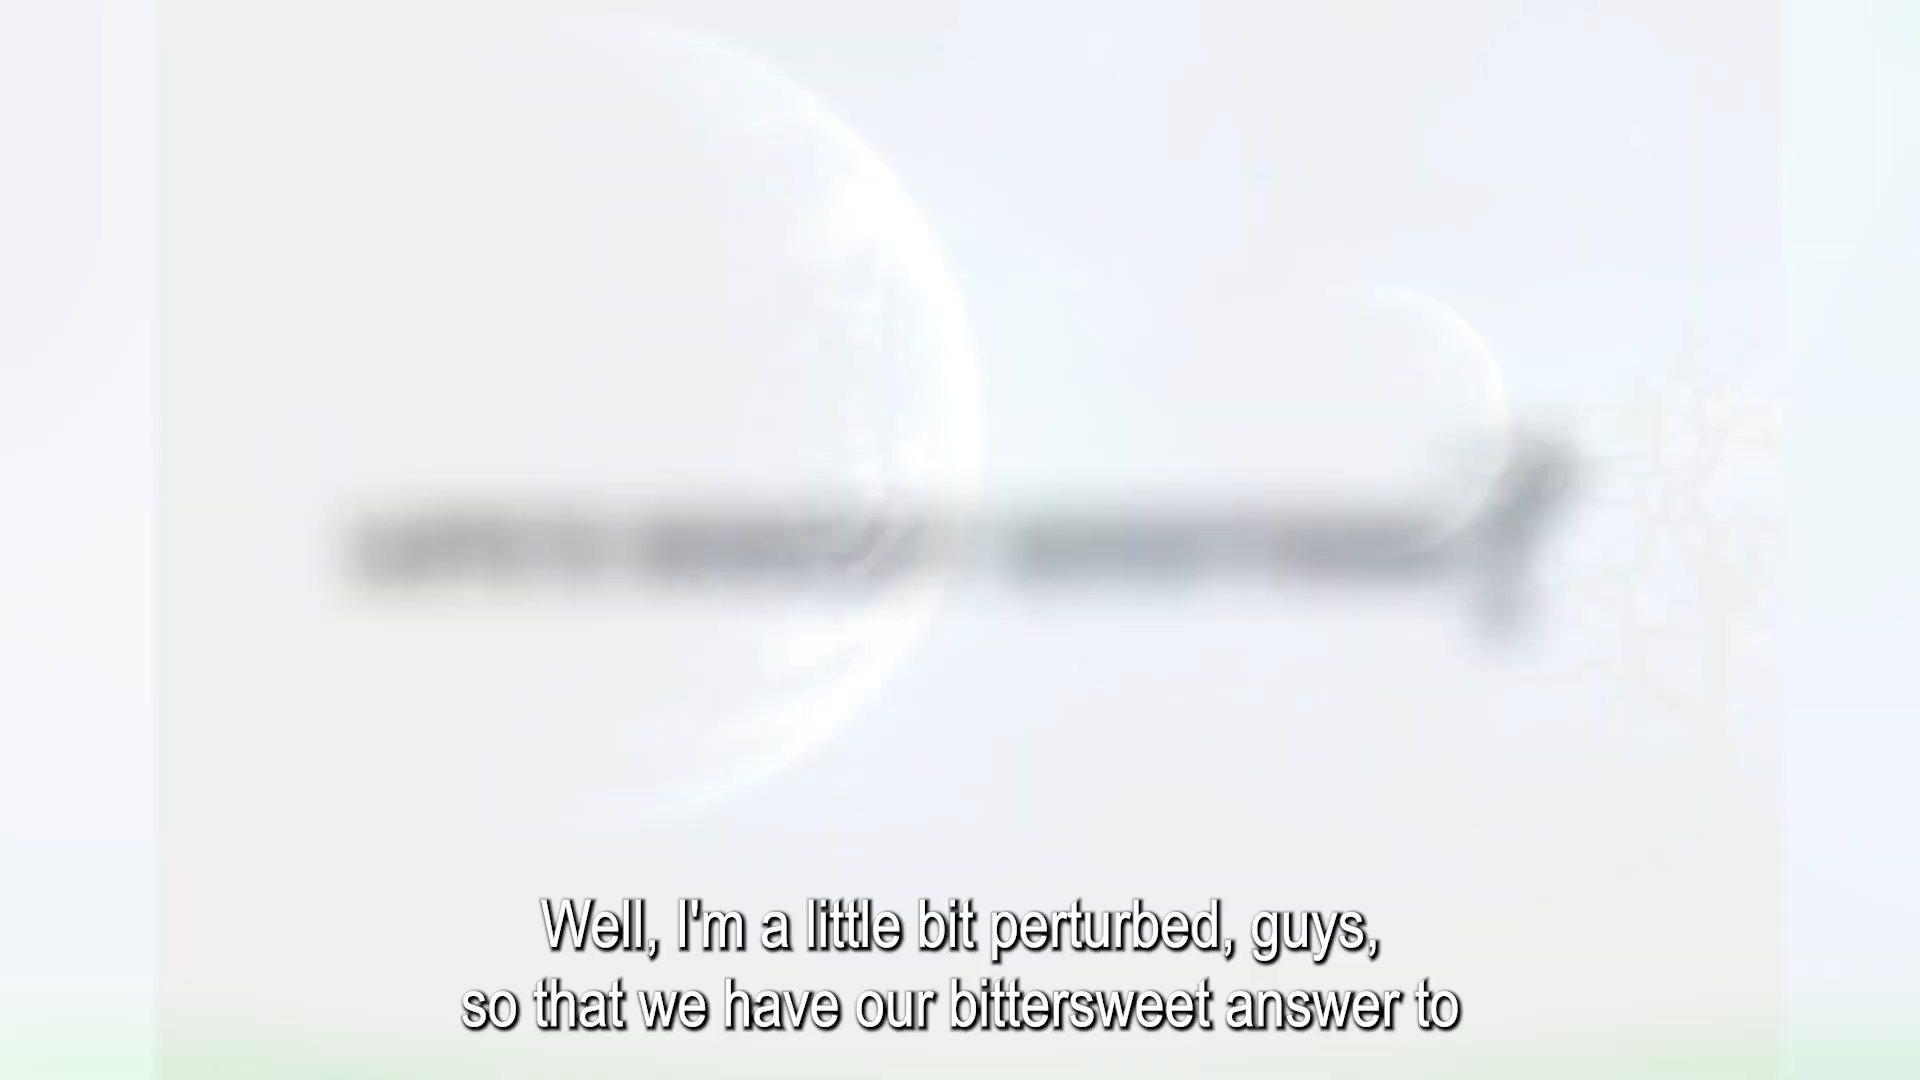 Well, I'm a little bit perturbed, guys,
so that we have our bittersweet answer to